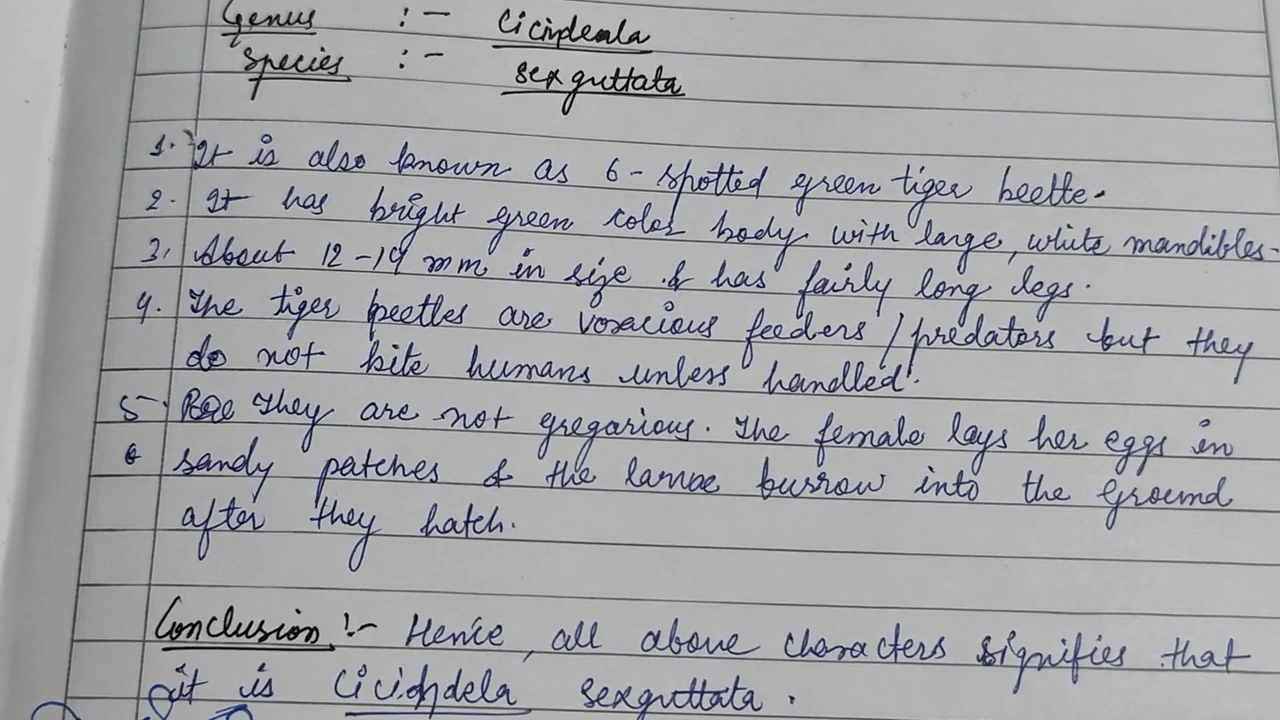 Genus :- Cicindeala
Species :- sexguttata
1. It is also known as 6-spotted green tiger beette.
2. It has bright green color body with large, white mandibles.
3. About 12-14 mm in size & has fairly long legs.
4. The tiger beetles are voracious feeders/predators but they
do not bite humans unless handled.
5. They are not gregarious. The female lays her eggs in
sandy patches & the larvae burrow into the ground
after they hatch.
Conclusion :- Hence, all above characters signifies that
it is Cicindela sexguttata.